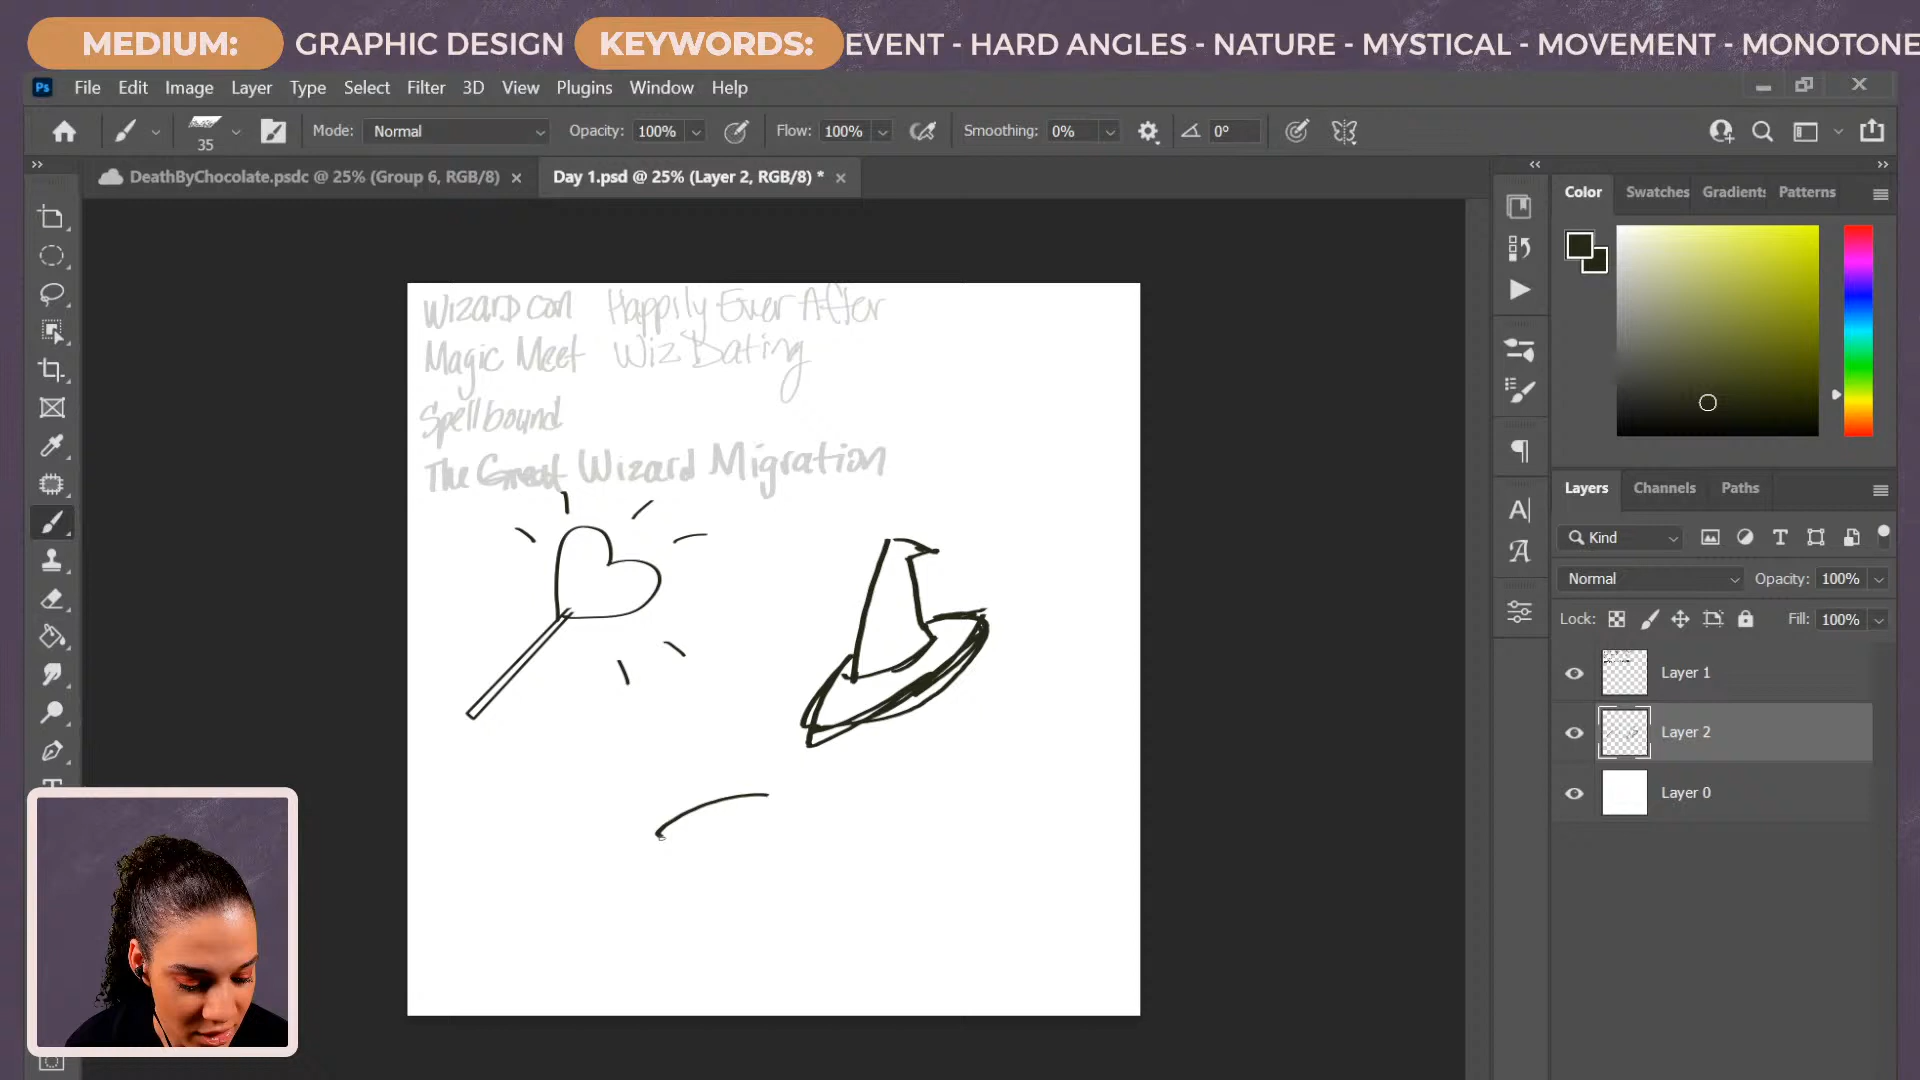 MEDIUM: GRAPHIC DESIGN KEYWORDS: EVENT - HARD ANGLES - NATURE - MYSTICAL - MOVEMENT - MONOTONE
Ps File Edit Image Layer Type Select Filter 3D View Plugins Window Help
35 Mode: Normal Opacity: 100% Flow: 100% Smoothing: 0% 0°
DeathByChocolate.psdc @ 25% (Group 6, RGB/8) × Day 1.psd @ 25% (Layer 2, RGB/8) * ×
Color Swatches Gradients Patterns
Wizard con Happily Ever After
Magic Meet Wiz Dating
Spellbound
The Great Wizard Migration
Layers Channels Paths
Kind
Normal Opacity: 100%
Lock: Fill: 100%
Layer 1
Layer 2
Layer 0